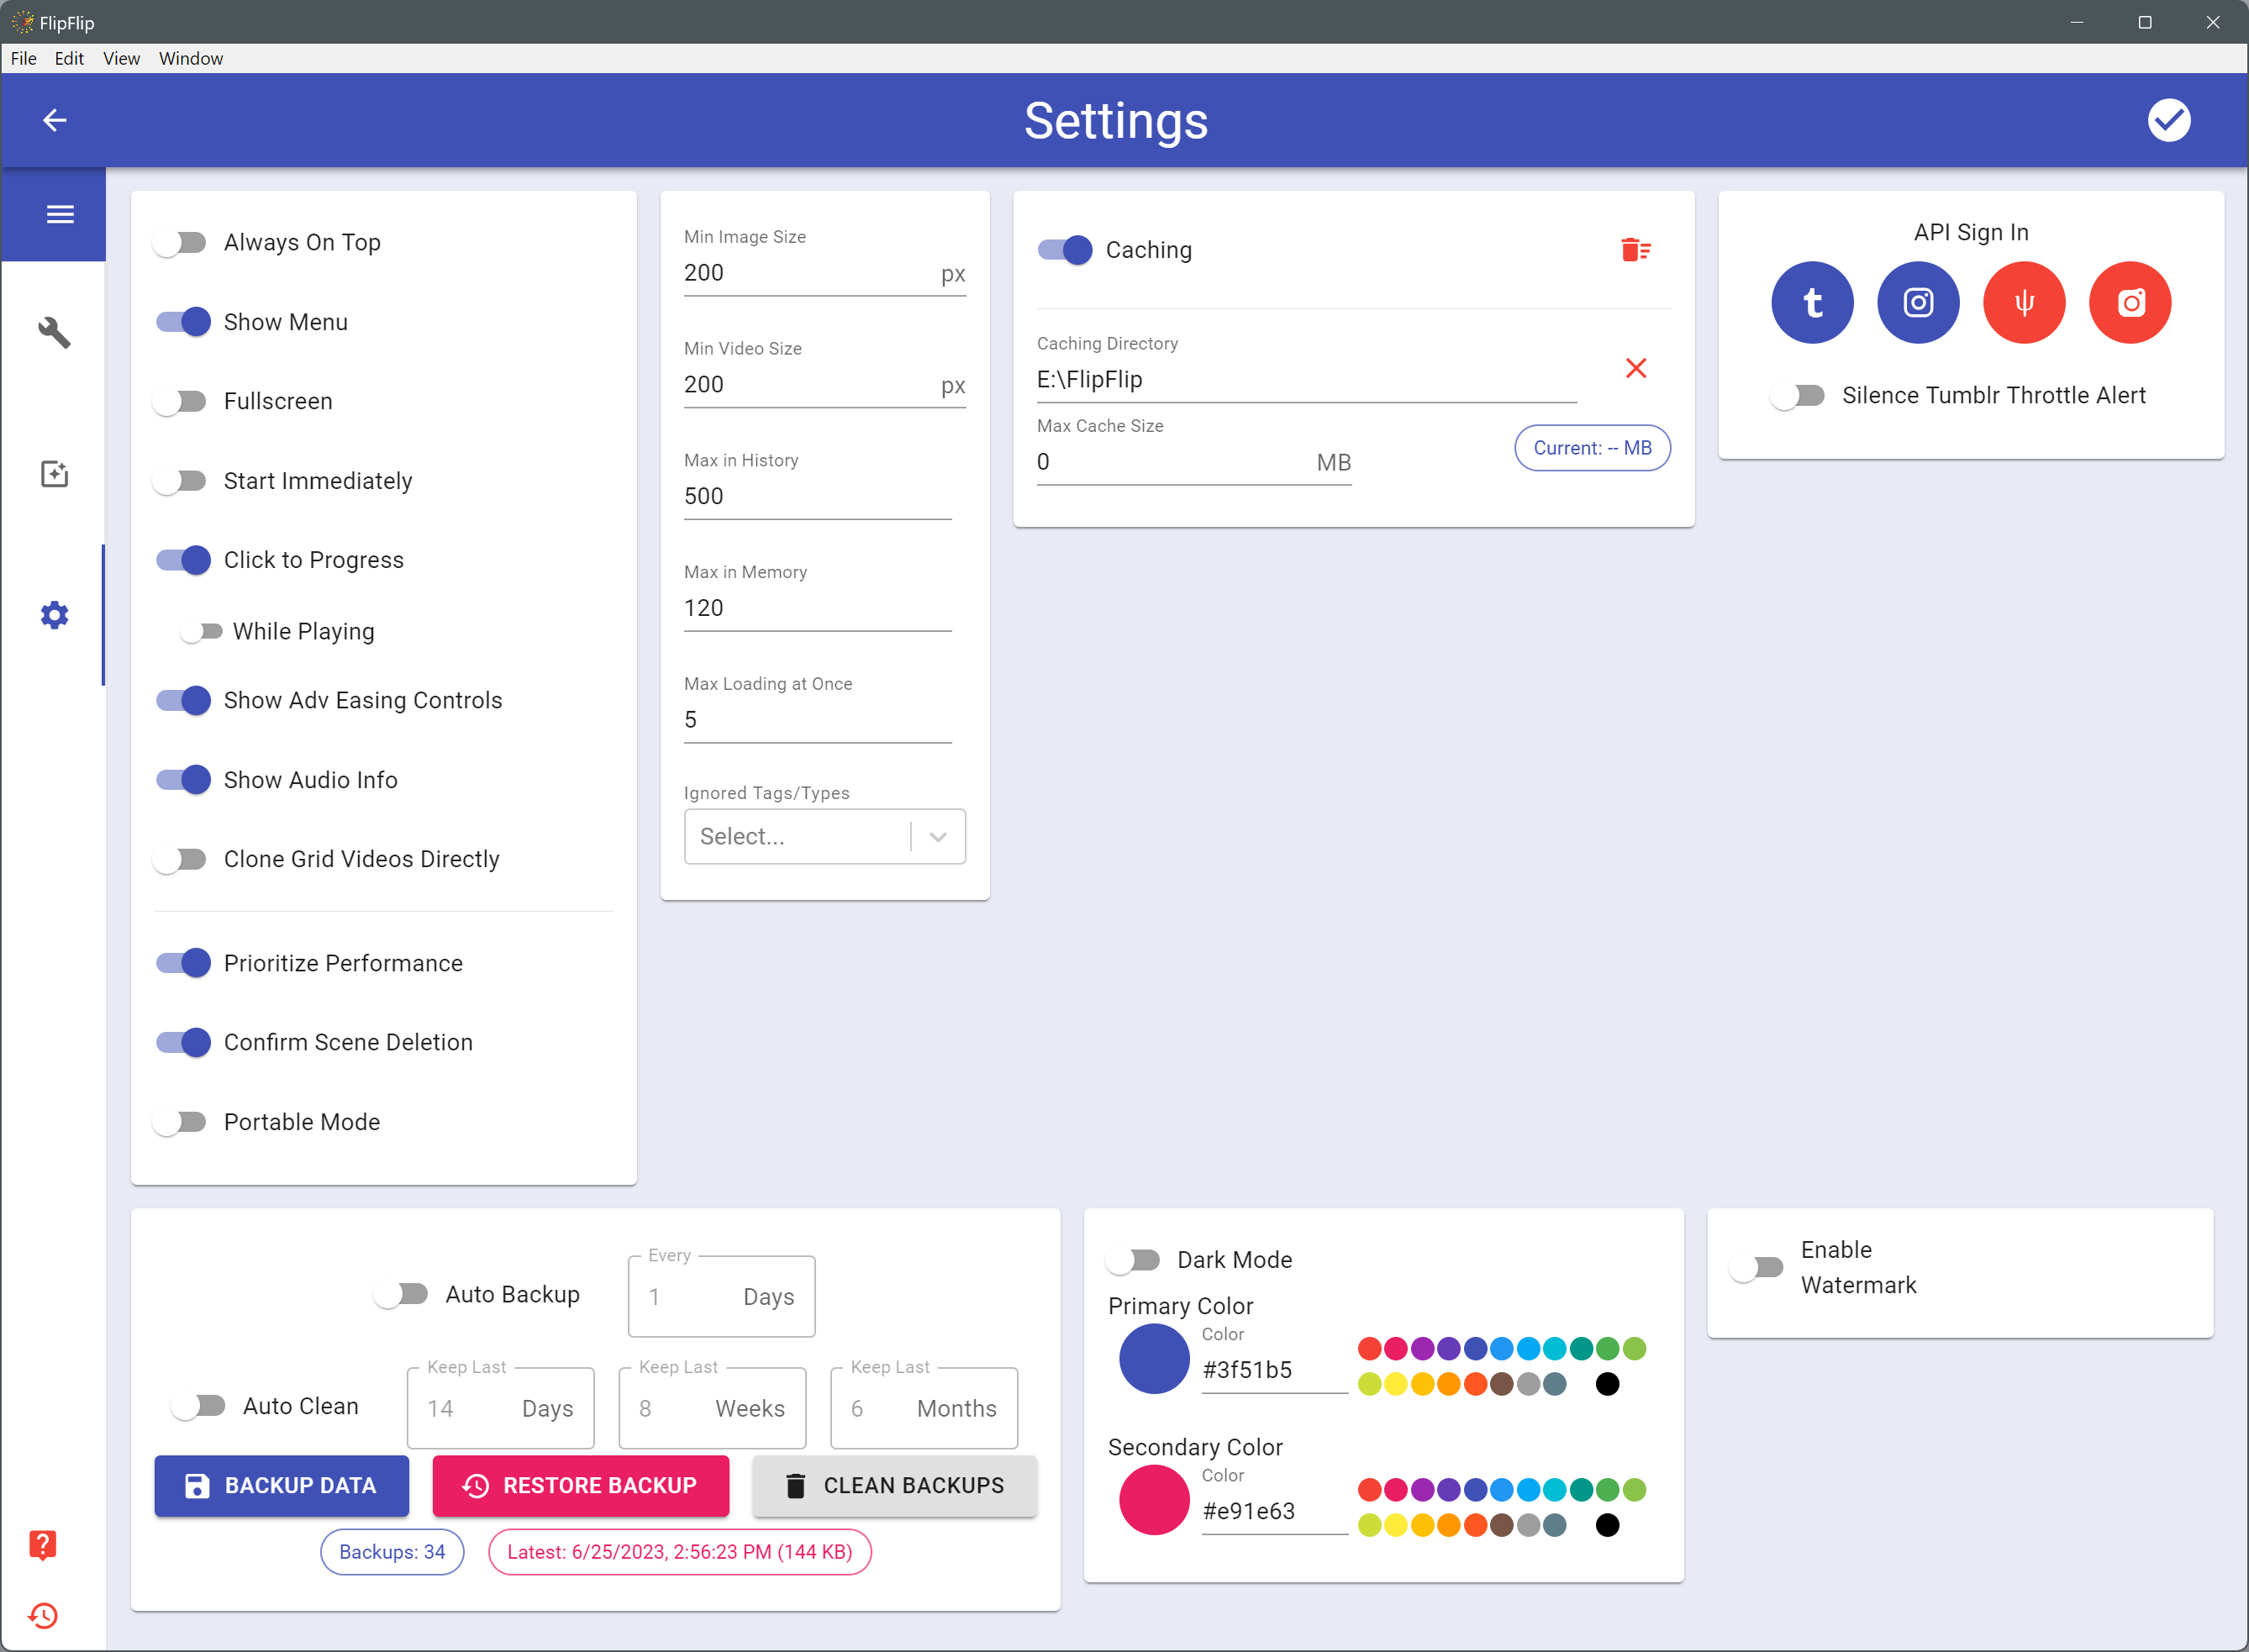 FlipFlip
File Edit View Window
Settings
Always On Top
Show Menu
Fullscreen
Start Immediately
Click to Progress
While Playing
Show Adv Easing Controls
Show Audio Info
Clone Grid Videos Directly
Prioritize Performance
Confirm Scene Deletion
Portable Mode
Min Image Size
200 px
Min Video Size
200 px
Max in History
500
Max in Memory
120
Max Loading at Once
5
Ignored Tags/Types
Select...
Caching
Caching Directory
E:\FlipFlip
Max Cache Size
0 MB
Current: -- MB
API Sign In
Silence Tumblr Throttle Alert
Auto Backup
Every
1 Days
Auto Clean
Keep Last
14 Days
Keep Last
8 Weeks
Keep Last
6 Months
BACKUP DATA
RESTORE BACKUP
CLEAN BACKUPS
Backups: 34
Latest: 6/25/2023, 2:56:23 PM (144 KB)
Dark Mode
Primary Color
Color
#3f51b5
Secondary Color
Color
#e91e63
Enable
Watermark